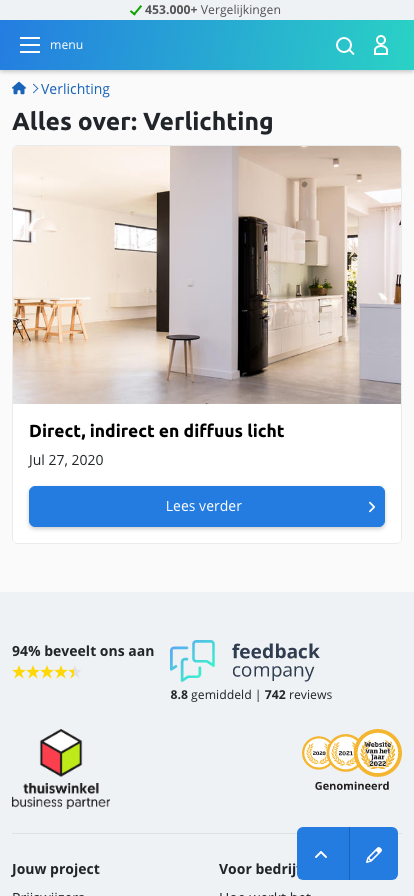 453.000+ Vergelijkingen
menu
Verlichting
Alles over: Verlichting
Direct, indirect en diffuus licht
Jul 27, 2020
Lees verder
94% beveelt ons aan
feedback
company
8.8 gemiddeld | 742 reviews
thuiswinkel
business partner
2020
2021
Website
van het
Jaar
2022
Genomineerd
Jouw project
Voor bedrij